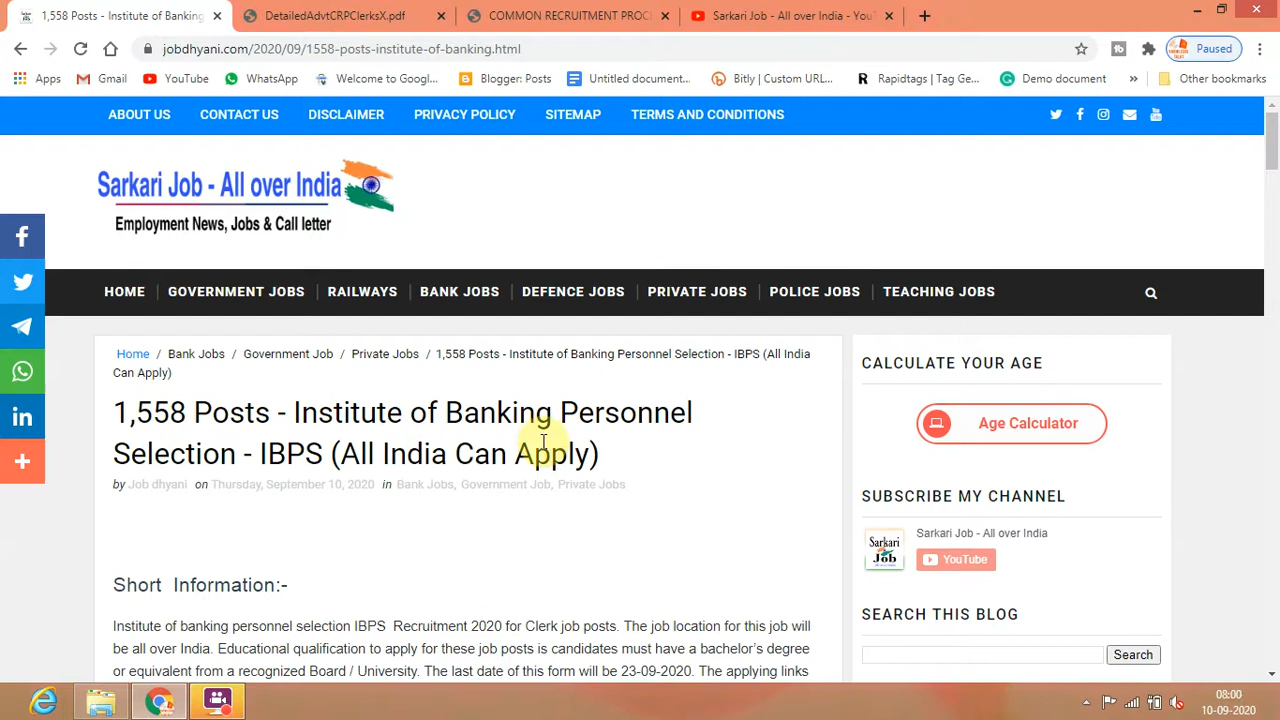 1,558 Posts - Institute of Banking
DetailedAdvtCRPClerksX.pdf
COMMON RECRUITMENT PROC
Sarkari Job - All over India - You
jobdhyani.com/2020/09/1558-posts-institute-of-banking.html
Paused
Apps
Gmail
YouTube
WhatsApp
Welcome to Googl...
Blogger: Posts
Untitled document...
Bitly | Custom URL...
Rapidtags | Tag Ge...
Demo document
Other bookmarks
ABOUT US
CONTACT US
DISCLAIMER
PRIVACY POLICY
SITEMAP
TERMS AND CONDITIONS
Sarkari Job - All over India
Employment News, Jobs & Call letter
HOME
GOVERNMENT JOBS
RAILWAYS
BANK JOBS
DEFENCE JOBS
PRIVATE JOBS
POLICE JOBS
TEACHING JOBS
Home / Bank Jobs / Government Job / Private Jobs / 1,558 Posts - Institute of Banking Personnel Selection - IBPS (All India
Can Apply)
1,558 Posts - Institute of Banking Personnel
Selection - IBPS (All India Can Apply)
by Job dhyani on Thursday, September 10, 2020 in Bank Jobs, Government Job, Private Jobs
Short Information:-
Institute of banking personnel selection IBPS Recruitment 2020 for Clerk job posts. The job location for this job will
be all over India. Educational qualification to apply for these job posts is candidates must have a bachelor's degree
or equivalent from a recognized Board / University. The last date of this form will be 23-09-2020. The applying links
CALCULATE YOUR AGE
Age Calculator
SUBSCRIBE MY CHANNEL
Sarkari Job
Sarkari Job - All over India
YouTube
SEARCH THIS BLOG
Search
08:00
10-09-2020